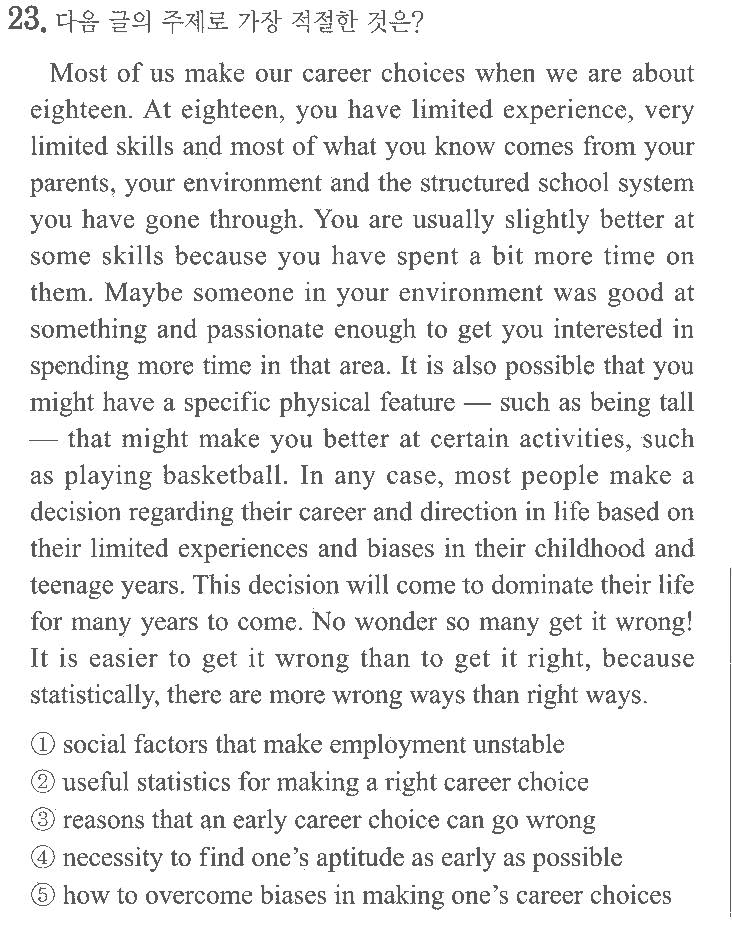 23. 다음 글의 주제로 가장 적절한 것은?
Most of us make our career choices when we are about
eighteen. At eighteen, you have limited experience, very
limited skills and most of what you know comes from your
parents, your environment and the structured school system
you have gone through. You are usually slightly better at
some skills because you have spent a bit more time on
them. Maybe someone in your environment was good at
something and passionate enough to get you interested in
spending more time in that area. It is also possible that you
might have a specific physical feature — such as being tall
— that might make you better at certain activities, such
as playing basketball. In any case, most people make a
decision regarding their career and direction in life based on
their limited experiences and biases in their childhood and
teenage years. This decision will come to dominate their life
for many years to come. No wonder so many get it wrong!
It is easier to get it wrong than to get it right, because
statistically, there are more wrong ways than right ways.
① social factors that make employment unstable
② useful statistics for making a right career choice
③ reasons that an early career choice can go wrong
④ necessity to find one's aptitude as early as possible
⑤ how to overcome biases in making one's career choices